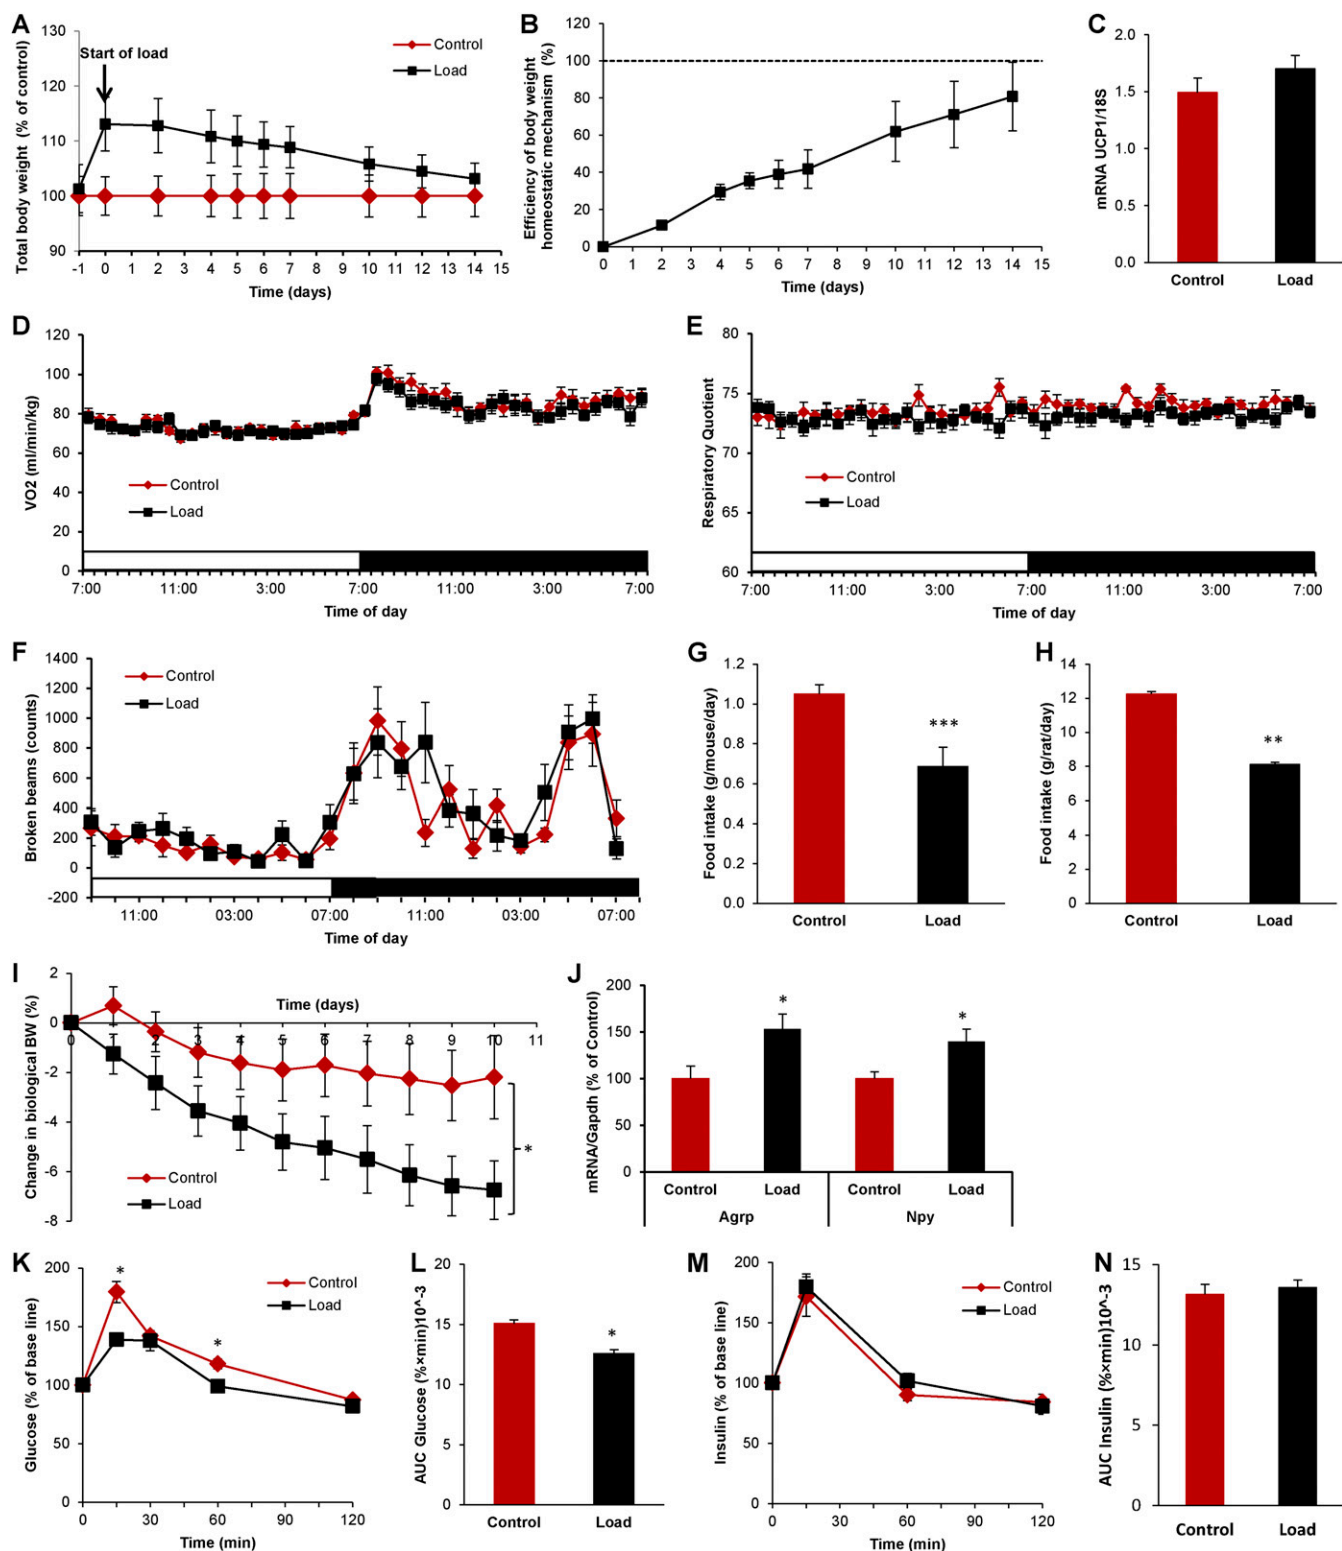 A
Total body weight (% of control)
Start of load
Control
Load
130
120
110
100
90
-1 0 1 2 3 4 5 6 7 8 9 10 11 12 13 14 15
Time (days)
B
Efficiency of body weight
homeostatic mechanism (%)
120
100
80
60
40
20
0
0 1 2 3 4 5 6 7 8 9 10 11 12 13 14 15
Time (days)
C
mRNA UCP1/18S
2.0
1.5
1.0
0.5
0.0
Control Load
D
VO2 (ml/min/kg)
120
100
80
60
40
20
0
Control
Load
7:00 11:00 3:00 7:00 11:00 3:00 7:00
Time of day
E
Respiratory Quotient
80
75
70
65
60
Control
Load
7:00 11:00 3:00 7:00 11:00 3:00 7:00
Time of day
F
Broken beams (counts)
1400
1200
1000
800
600
400
200
0
-200
Control
Load
11:00 03:00 07:00 11:00 03:00 07:00
Time of day
G
Food intake (g/mouse/day)
1.2
1.0
0.8
0.6
0.4
0.2
0.0
***
Control Load
H
Food intake (g/rat/day)
14
12
10
8
6
4
2
0
**
Control Load
I
Change in biological BW (%)
2
0
-2
-4
-6
-8
Time (days)
0 1 2 3 4 5 6 7 8 9 10 11
*
Control
Load
J
mRNA/Gapdh (% of Control)
200
150
100
50
0
* *
Control Load Control Load
Agrp Npy
K
Glucose (% of base line)
200
150
100
50
0
* *
Control
Load
0 30 60 90 120
Time (min)
L
AUC Glucose (%×min)10^-3
20
15
10
5
0
*
Control Load
M
Insulin (% of base line)
200
150
100
50
0
Control
Load
0 30 60 90 120
Time (min)
N
AUC Insulin (%×min)10^-3
15
10
5
0
Control Load